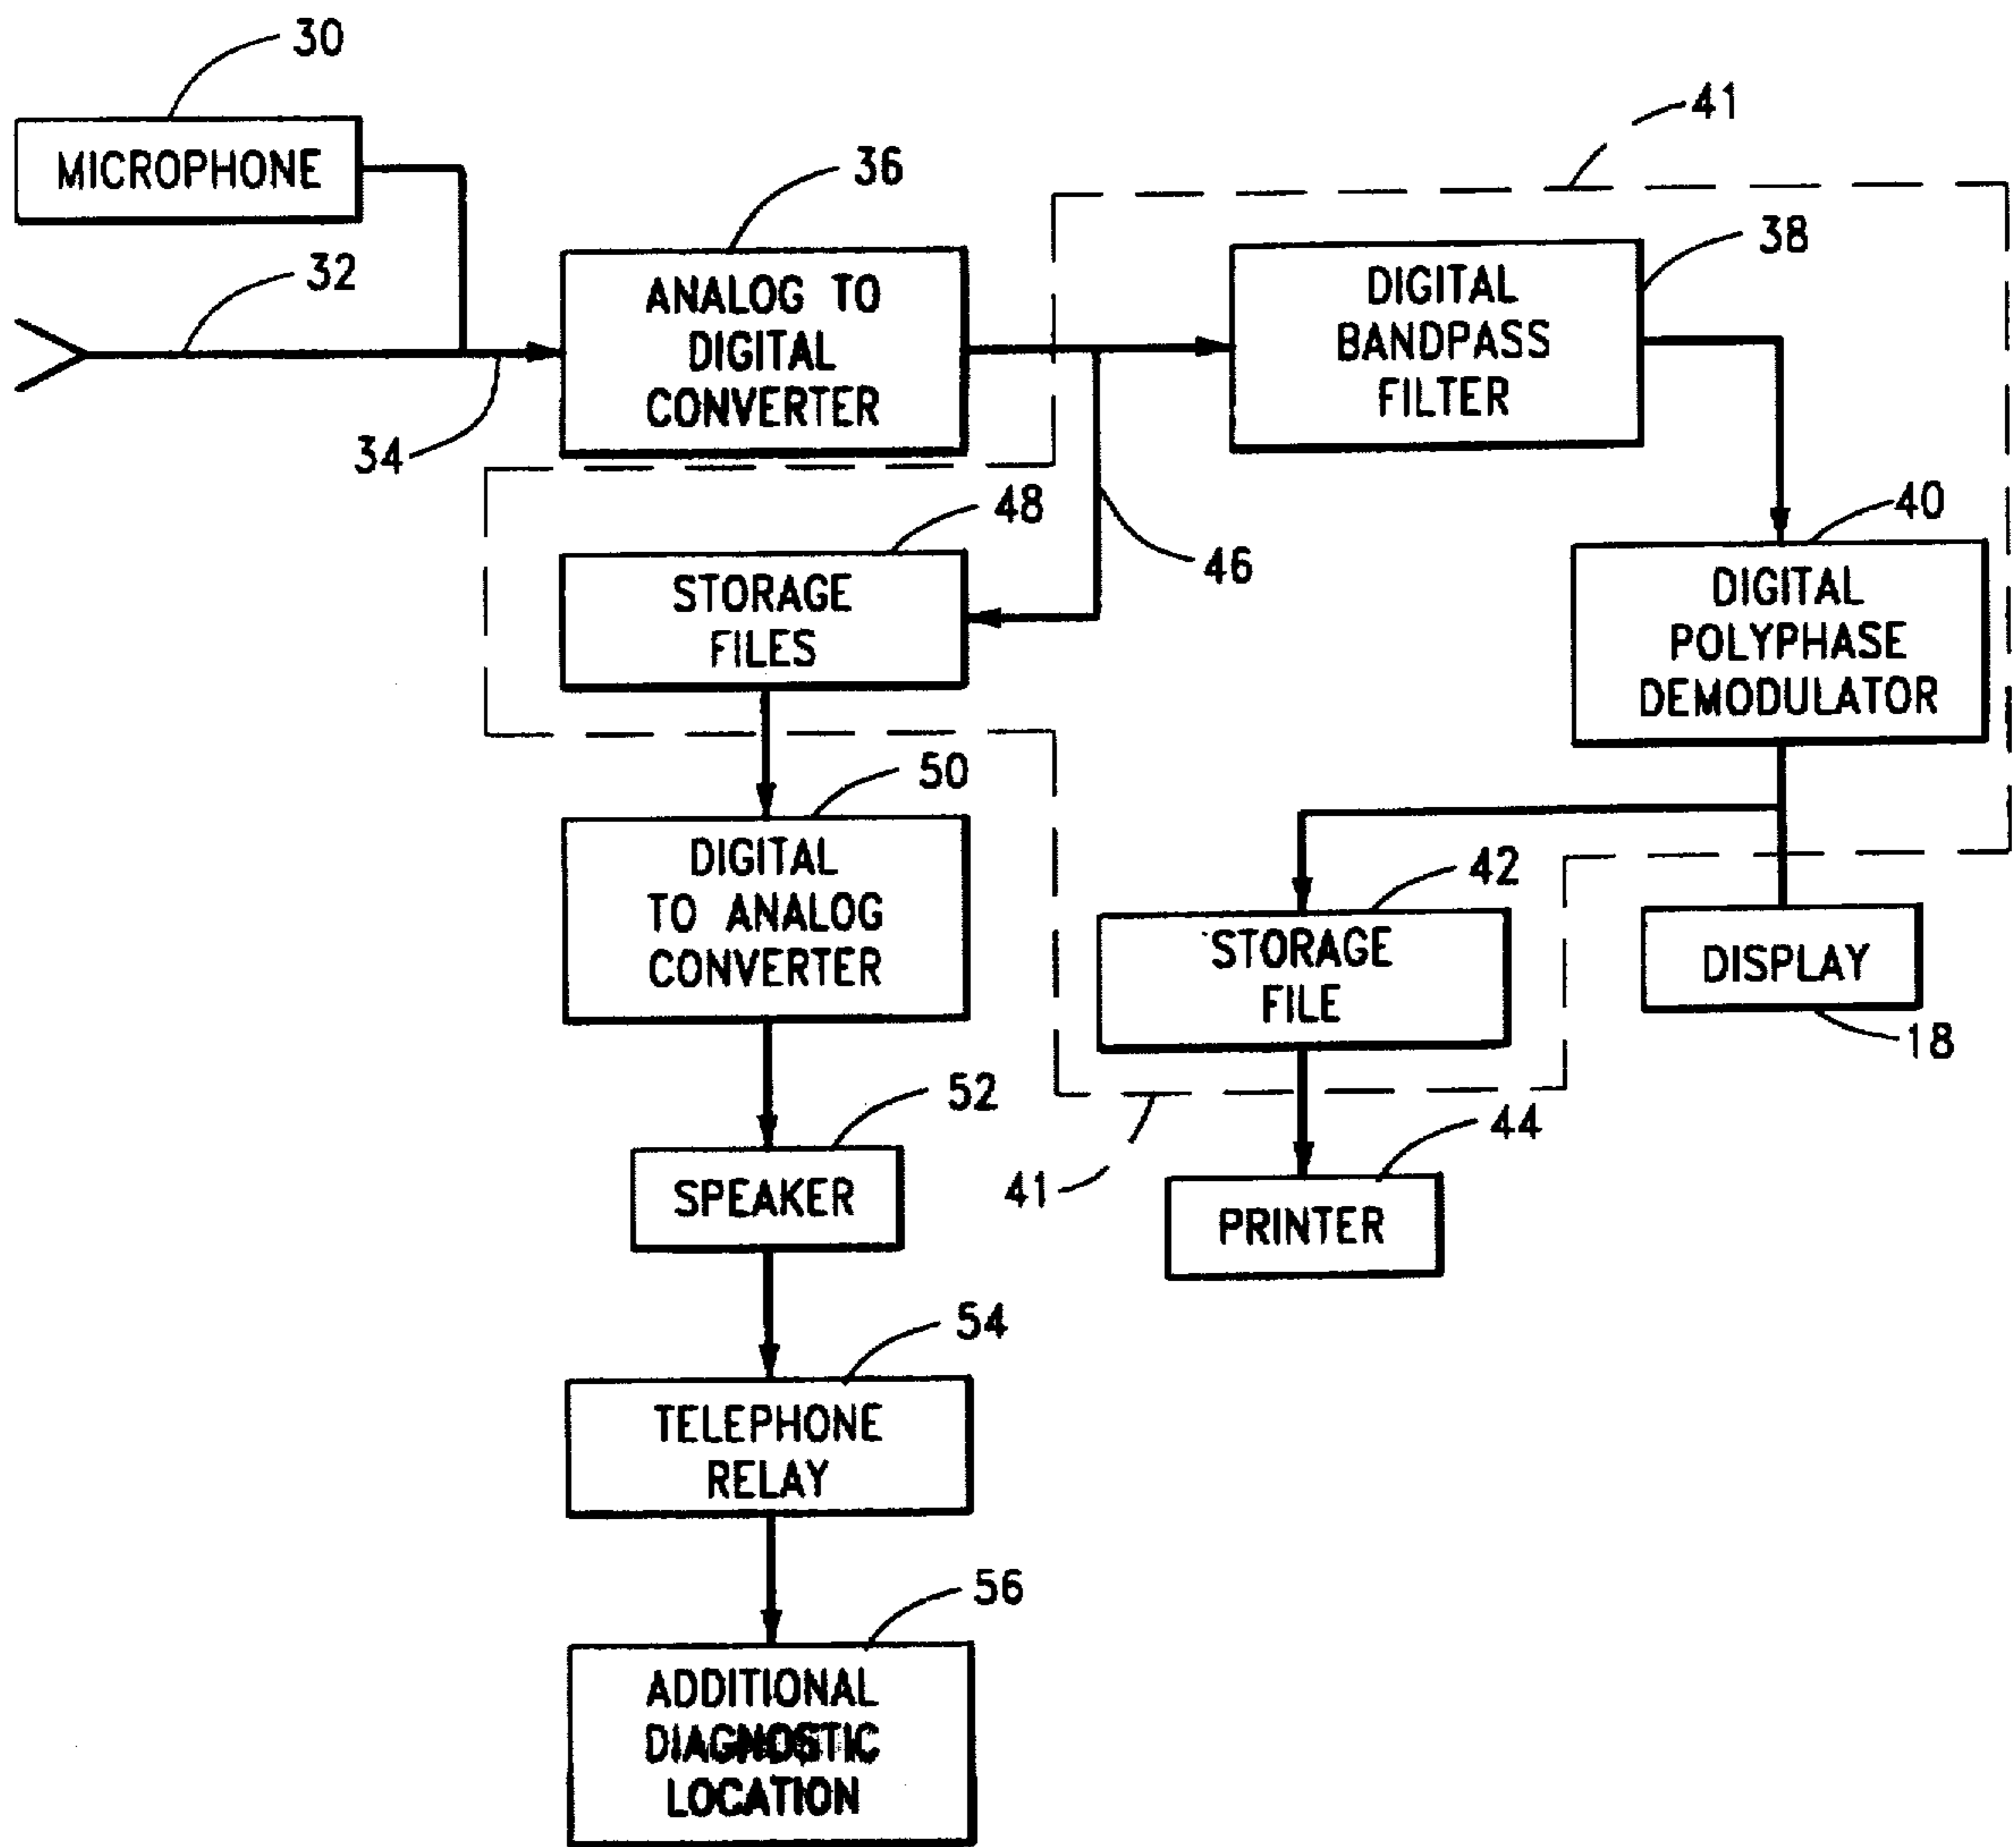 30
MICROPHONE
32
34
36
ANALOG TO
DIGITAL
CONVERTER
41
38
DIGITAL
BANDPASS
FILTER
46
48
STORAGE
FILES
40
DIGITAL
POLYPHASE
DEMODULATOR
50
DIGITAL
TO ANALOG
CONVERTER
42
STORAGE
FILE
DISPLAY
18
52
SPEAKER
41
44
PRINTER
54
TELEPHONE
RELAY
56
ADDITIONAL
DIAGNOSTIC
LOCATION